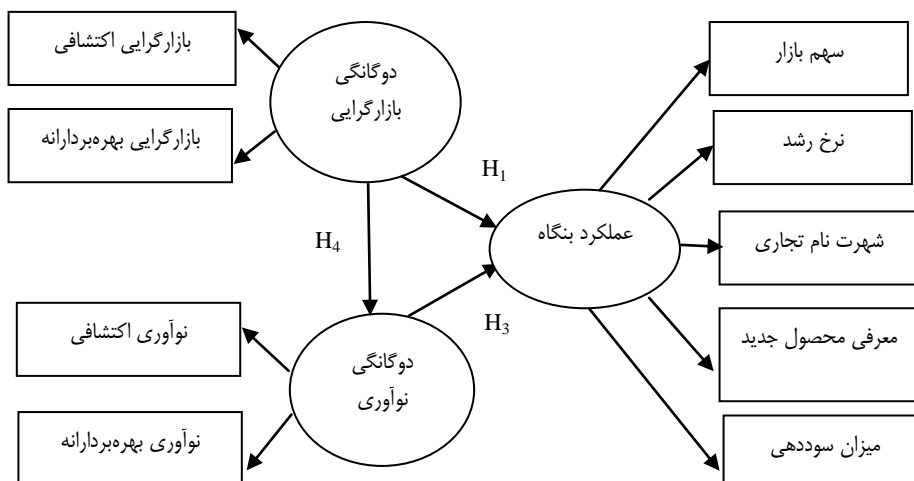 سهم بازار
نرخ رشد
شهرت نام تجاری
معرفی محصول جدید
میزان سوددهی
عملکرد بنگاه
H1
H3
H4
دوگانگی
بازارگرایی
دوگانگی
نوآوری
بازارگرایی اکتشافی
بازارگرایی بهره‌بردارانه
نوآوری اکتشافی
نوآوری بهره‌بردارانه